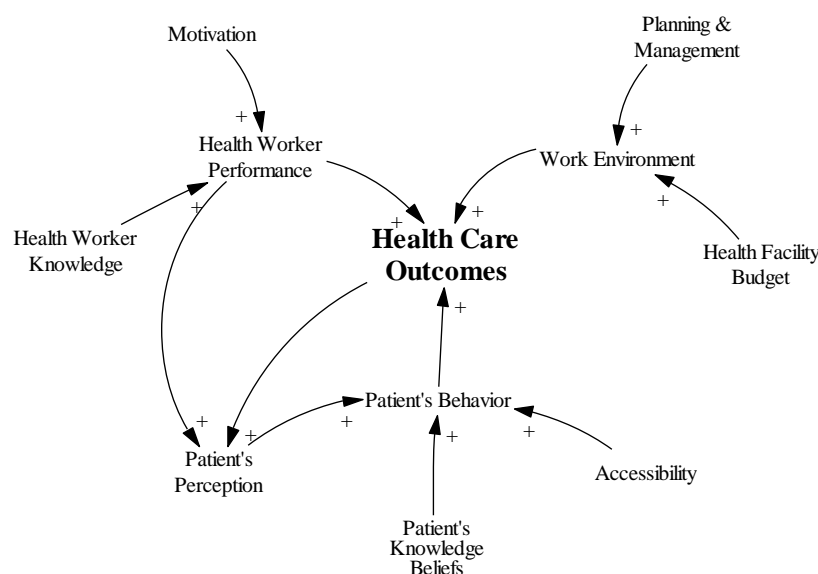 Motivation
Planning &
Management
+
+
Health Worker
Performance
Work Environment
+
+
+
+
Health Worker
Knowledge
Health Care
Outcomes
Health Facility
Budget
+
Patient's Behavior
+
+
+
+
+
Patient's
Perception
Accessibility
Patient's
Knowledge
Beliefs